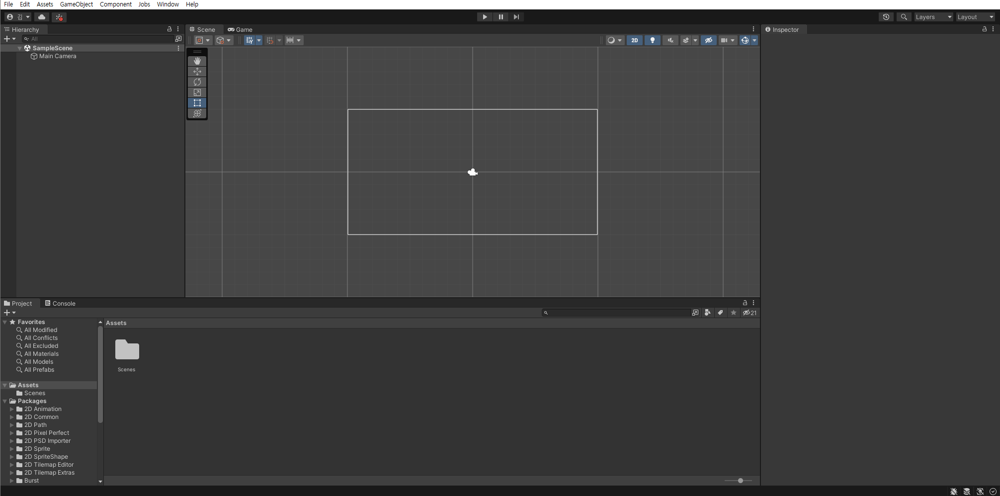 File Edit Assets GameObject Component Jobs Window Help
김 Layers Layout
Hierarchy
All
SampleScene
Main Camera
Scene Game
2D
Inspector
Project Console
21
Favorites
All Modified
All Conflicts
All Excluded
All Materials
All Models
All Prefabs
Assets
Scenes
Packages
2D Animation
2D Common
2D Path
2D Pixel Perfect
2D PSD Importer
2D Sprite
2D SpriteShape
2D Tilemap Editor
2D Tilemap Extras
Burst
Assets
Scenes